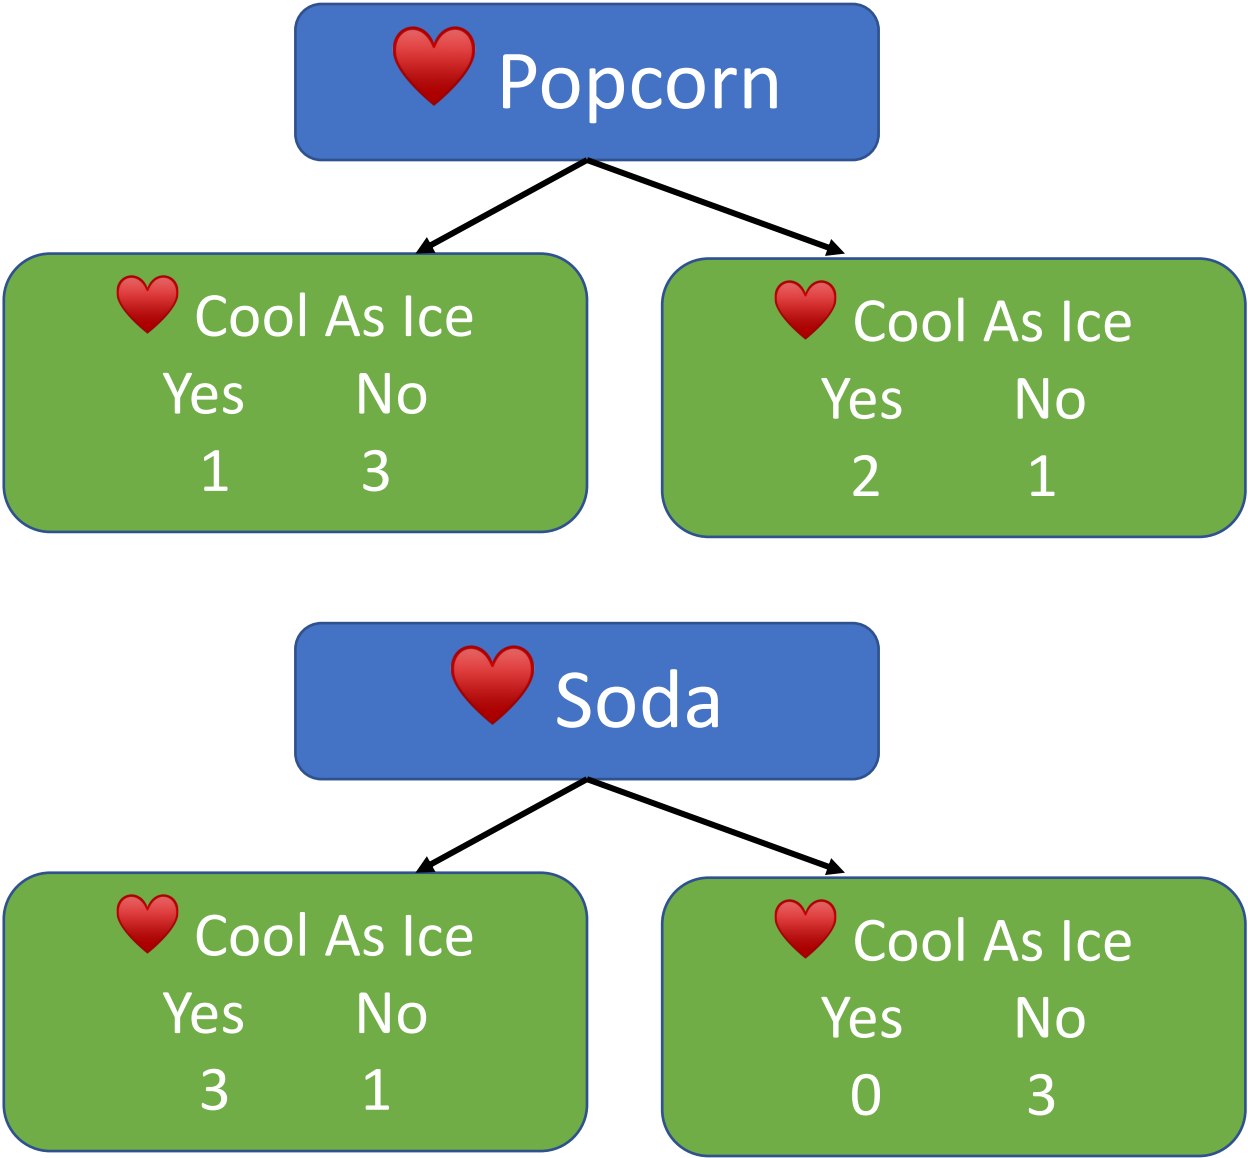 Popcorn
Cool As Ice
Yes No
1 3
Cool As Ice
Yes No
2 1
Soda
Cool As Ice
Yes No
3 1
Cool As Ice
Yes No
0 3